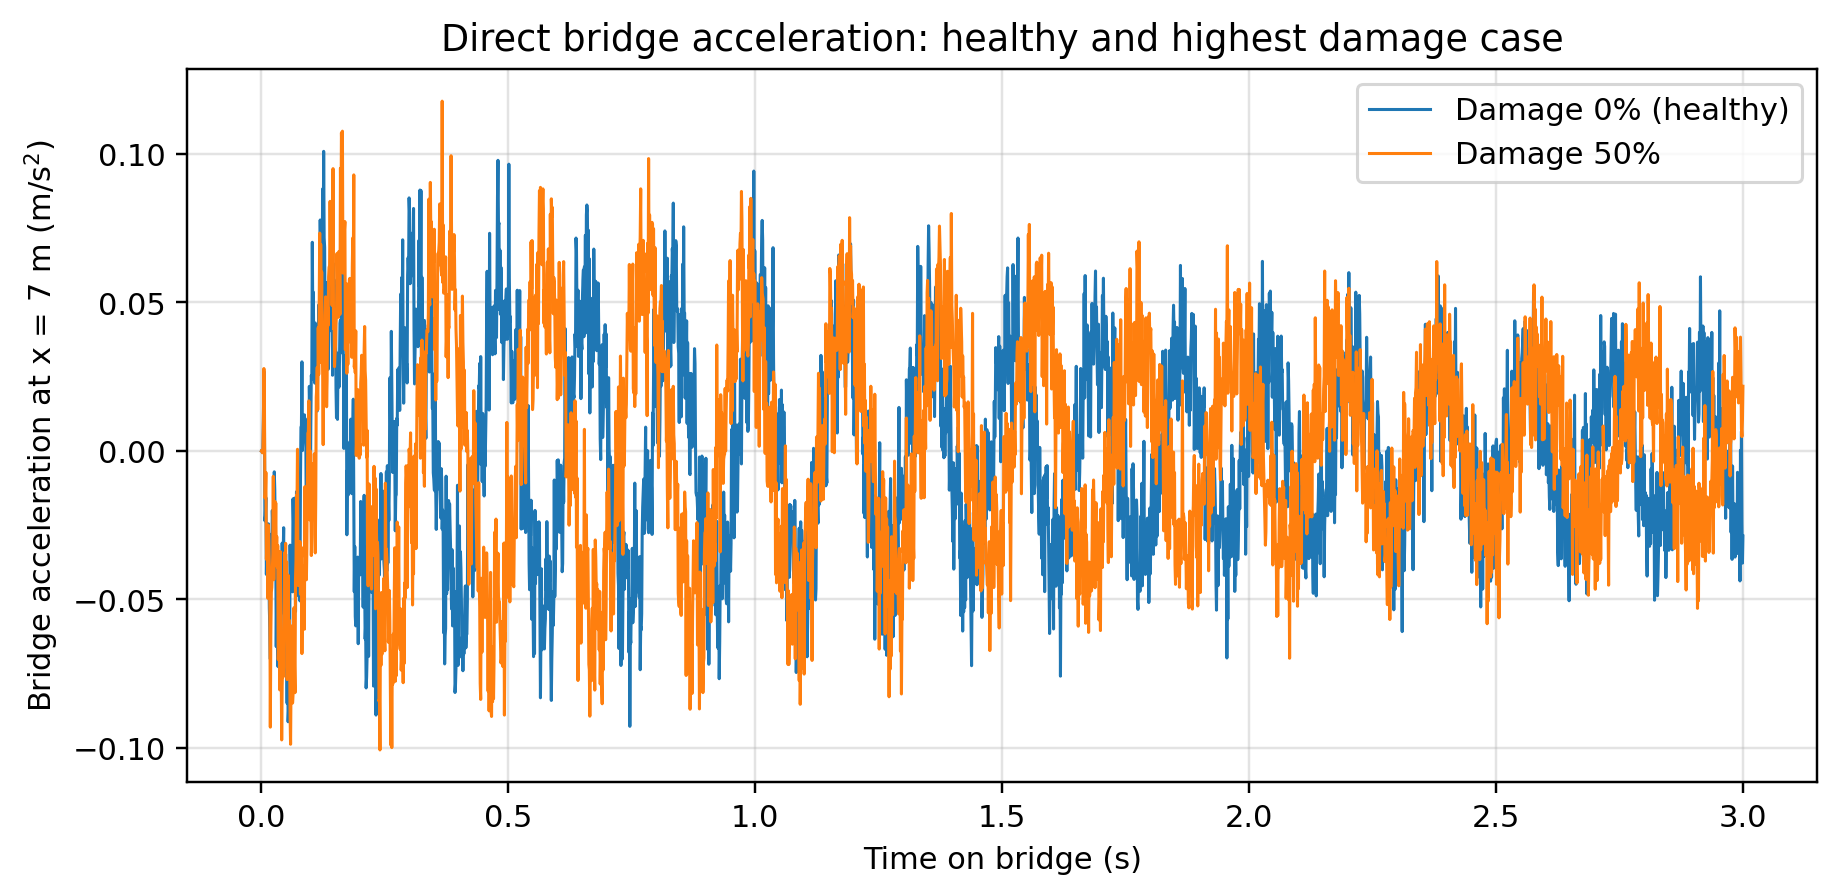 Direct bridge acceleration: healthy and highest damage case
Bridge acceleration at x = 7 m (m/s²)
0.10
0.05
0.00
−0.05
−0.10
Damage 0% (healthy)
Damage 50%
0.0 0.5 1.0 1.5 2.0 2.5 3.0
Time on bridge (s)